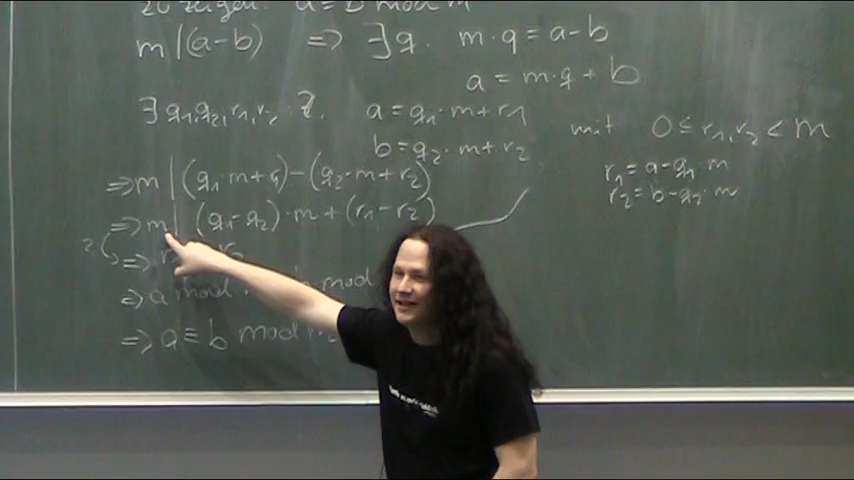 zu zeigen: a ≡ b mod m
m | (a-b) ⇒ ∃ q. m · q = a - b
a = m · q + b
∃ q1, q2, r1, r2 : a = q1 · m + r1
mit 0 ≤ r1, r2 < m
b = q2 · m + r2
r1 = a - q1 · m
r2 = b - q2 · m
⇒ m | (q1 · m + r1) - (q2 · m + r2)
⇒ m | (q1 - q2) · m + (r1 - r2)
? ⇒ r2
⇒ a mod mod
⇒ a ≡ b mod